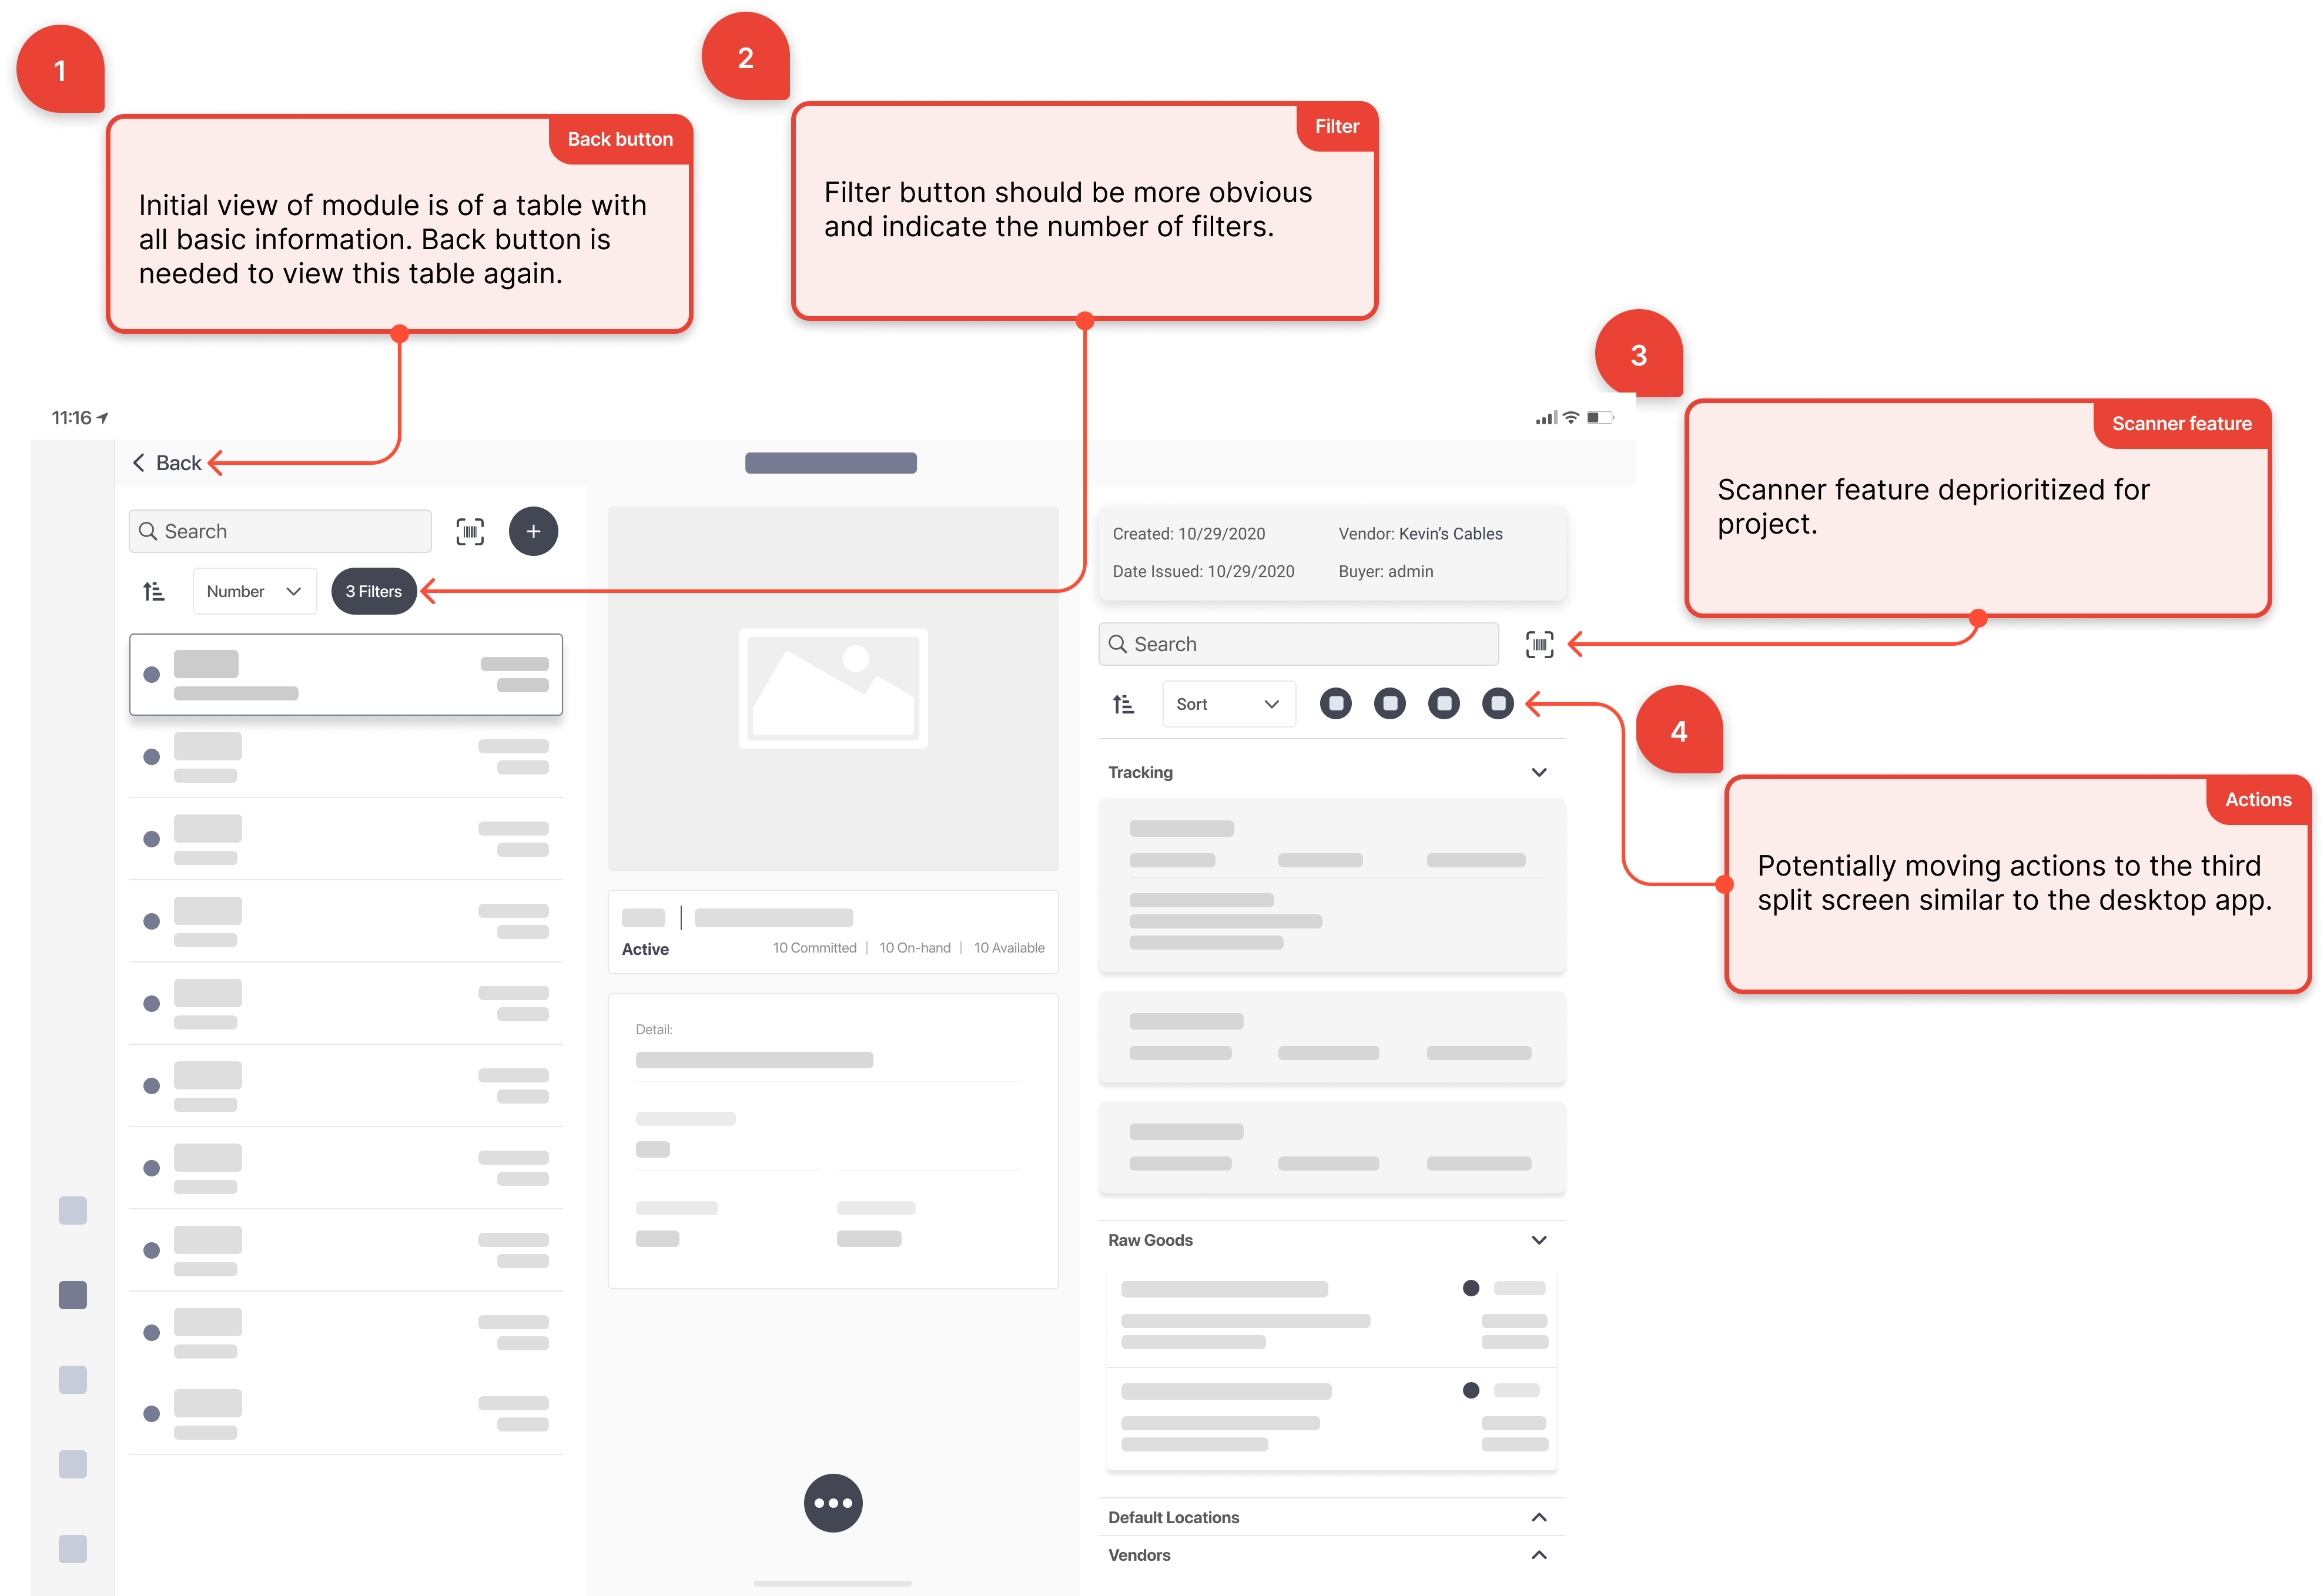 1
Back button
Initial view of module is of a table with
all basic information. Back button is
needed to view this table again.
2
Filter
Filter button should be more obvious
and indicate the number of filters.
3
Scanner feature
Scanner feature deprioritized for
project.
4
Actions
Potentially moving actions to the third
split screen similar to the desktop app.
11:16
Back
Search
Number
3 Filters
Active
10 Committed | 10 On-hand | 10 Available
Detail:
Created: 10/29/2020
Vendor: Kevin’s Cables
Date Issued: 10/29/2020
Buyer: admin
Search
Sort
Tracking
Raw Goods
Default Locations
Vendors